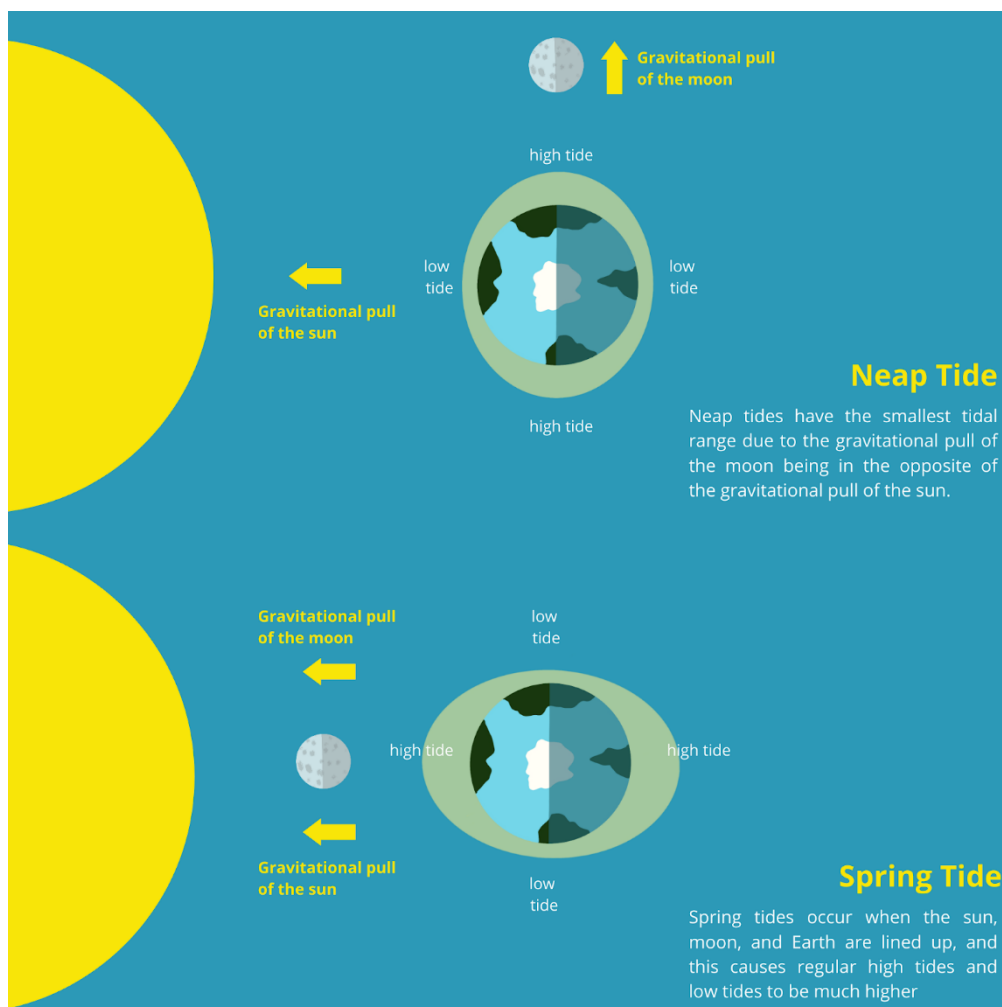 Gravitational pull
of the moon
high tide
low
tide
low
tide
Gravitational pull
of the sun
high tide
Neap Tide
Neap tides have the smallest tidal
range due to the gravitational pull of
the moon being in the opposite of
the gravitational pull of the sun.
Gravitational pull
of the moon
low
tide
high tide
high tide
Gravitational pull
of the sun
low
tide
Spring Tide
Spring tides occur when the sun,
moon, and Earth are lined up, and
this causes regular high tides and
low tides to be much higher